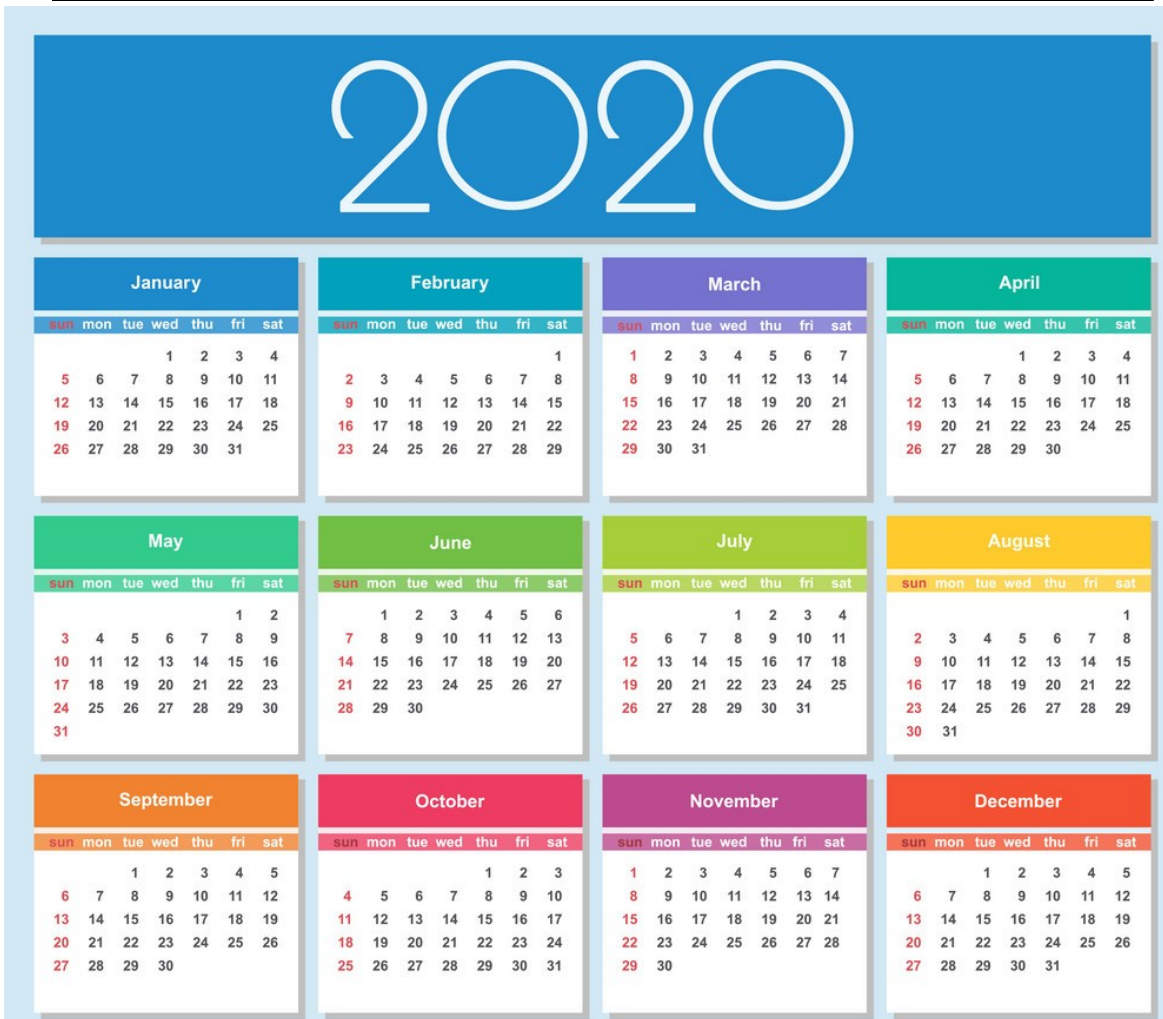 2020
January
sun mon tue wed thu fri sat
1 2 3 4
5 6 7 8 9 10 11
12 13 14 15 16 17 18
19 20 21 22 23 24 25
26 27 28 29 30 31
February
sun mon tue wed thu fri sat
1
2 3 4 5 6 7 8
9 10 11 12 13 14 15
16 17 18 19 20 21 22
23 24 25 26 27 28 29
March
sun mon tue wed thu fri sat
1 2 3 4 5 6 7
8 9 10 11 12 13 14
15 16 17 18 19 20 21
22 23 24 25 26 27 28
29 30 31
April
sun mon tue wed thu fri sat
1 2 3 4
5 6 7 8 9 10 11
12 13 14 15 16 17 18
19 20 21 22 23 24 25
26 27 28 29 30
May
sun mon tue wed thu fri sat
1 2
3 4 5 6 7 8 9
10 11 12 13 14 15 16
17 18 19 20 21 22 23
24 25 26 27 28 29 30
31
June
sun mon tue wed thu fri sat
1 2 3 4 5 6
7 8 9 10 11 12 13
14 15 16 17 18 19 20
21 22 23 24 25 26 27
28 29 30
July
sun mon tue wed thu fri sat
1 2 3 4
5 6 7 8 9 10 11
12 13 14 15 16 17 18
19 20 21 22 23 24 25
26 27 28 29 30 31
August
sun mon tue wed thu fri sat
1
2 3 4 5 6 7 8
9 10 11 12 13 14 15
16 17 18 19 20 21 22
23 24 25 26 27 28 29
30 31
September
sun mon tue wed thu fri sat
1 2 3 4 5
6 7 8 9 10 11 12
13 14 15 16 17 18 19
20 21 22 23 24 25 26
27 28 29 30
October
sun mon tue wed thu fri sat
1 2 3
4 5 6 7 8 9 10
11 12 13 14 15 16 17
18 19 20 21 22 23 24
25 26 27 28 29 30 31
November
sun mon tue wed thu fri sat
1 2 3 4 5 6 7
8 9 10 11 12 13 14
15 16 17 18 19 20 21
22 23 24 25 26 27 28
29 30
December
sun mon tue wed thu fri sat
1 2 3 4 5
6 7 8 9 10 11 12
13 14 15 16 17 18 19
20 21 22 23 24 25 26
27 28 29 30 31